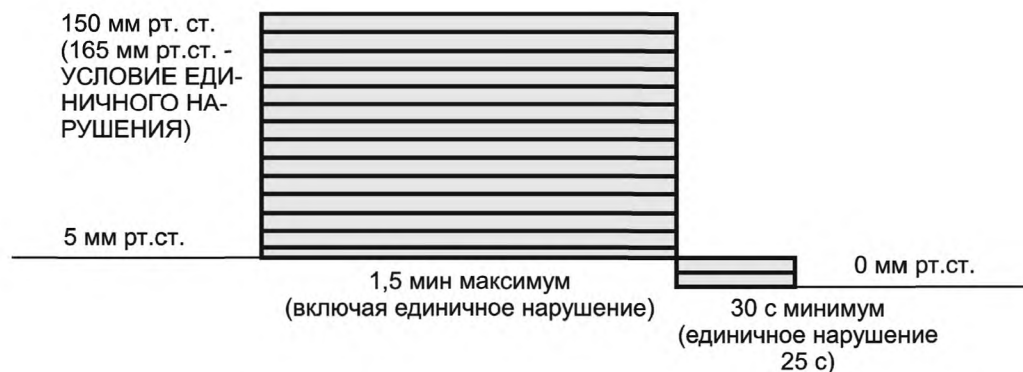 150 мм рт. ст.
(165 мм рт.ст. -
УСЛОВИЕ ЕДИ-
НИЧНОГО НА-
РУШЕНИЯ)
5 мм рт.ст.
1,5 мин максимум
(включая единичное нарушение)
0 мм рт.ст.
30 с минимум
(единичное нарушение
25 с)